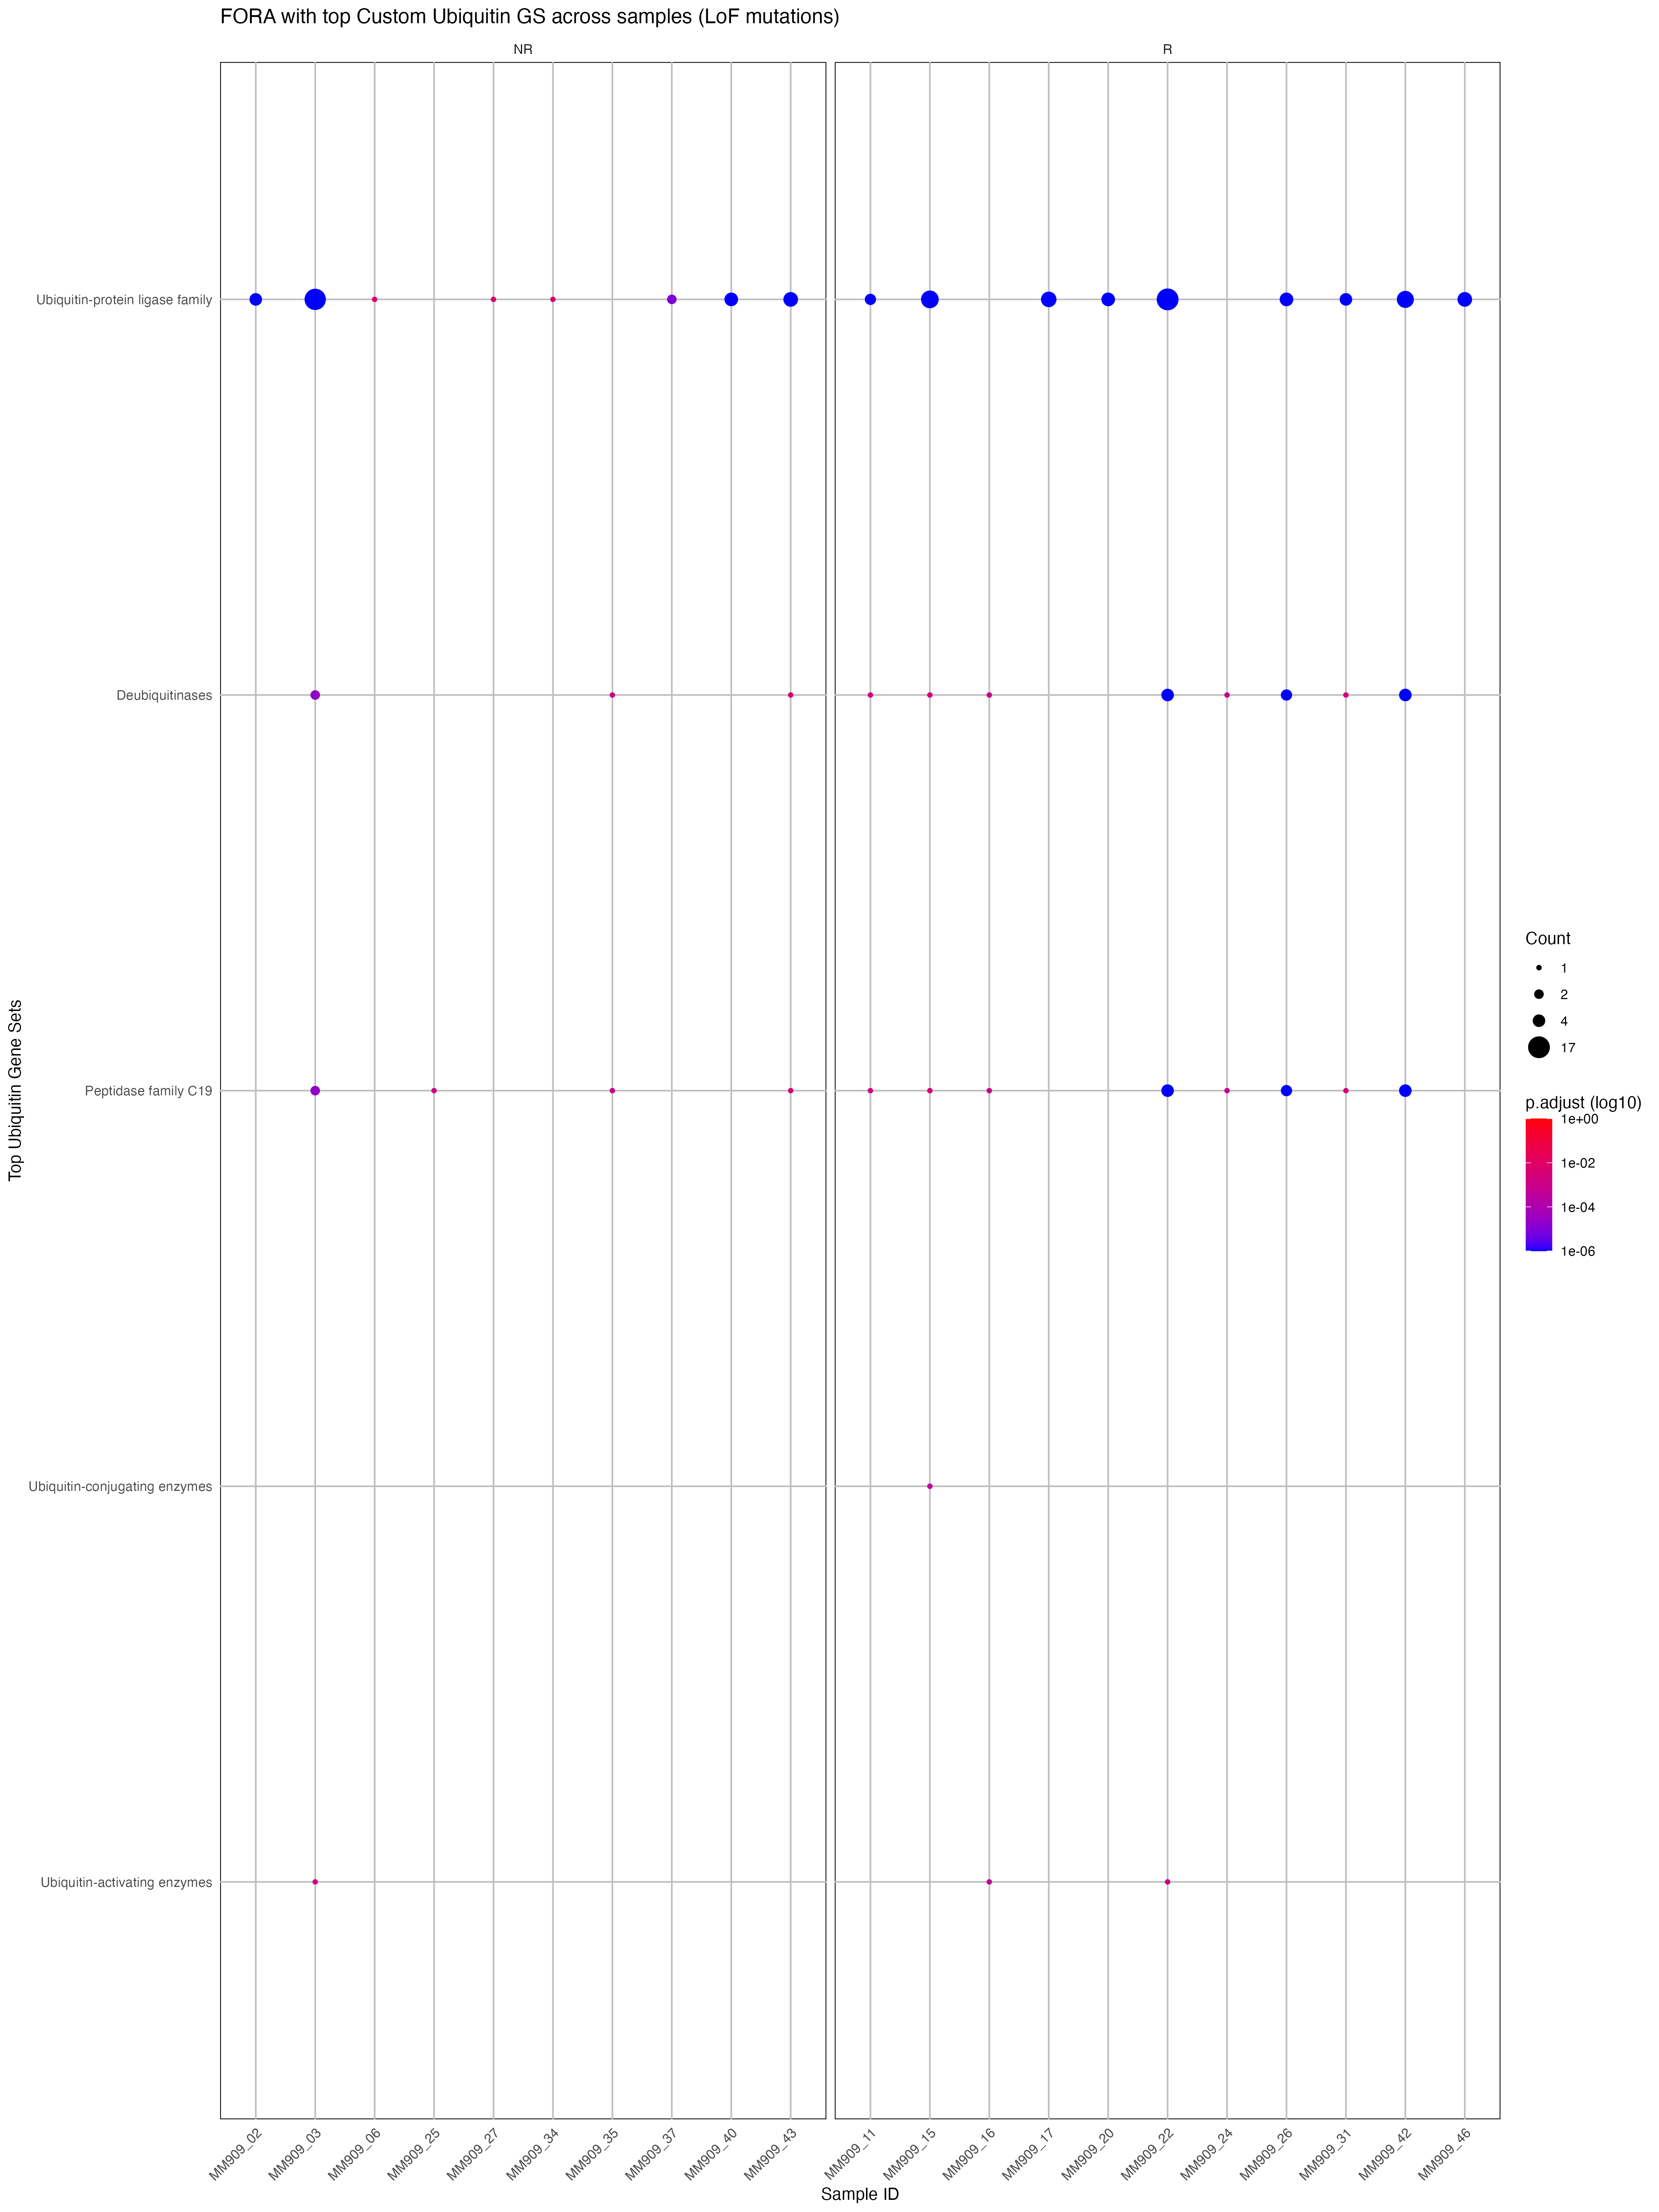 FORA with top Custom Ubiquitin GS across samples (LoF mutations)
NR
R
Ubiquitin-protein ligase family
Deubiquitinases
Peptidase family C19
Ubiquitin-conjugating enzymes
Ubiquitin-activating enzymes
Top Ubiquitin Gene Sets
Count
1
2
4
17
p.adjust (log10)
1e+00
1e-02
1e-04
1e-06
MM909_02
MM909_03
MM909_06
MM909_25
MM909_27
MM909_34
MM909_35
MM909_37
MM909_40
MM909_43
MM909_11
MM909_15
MM909_16
MM909_17
MM909_20
MM909_22
MM909_24
MM909_26
MM909_31
MM909_42
MM909_46
Sample ID